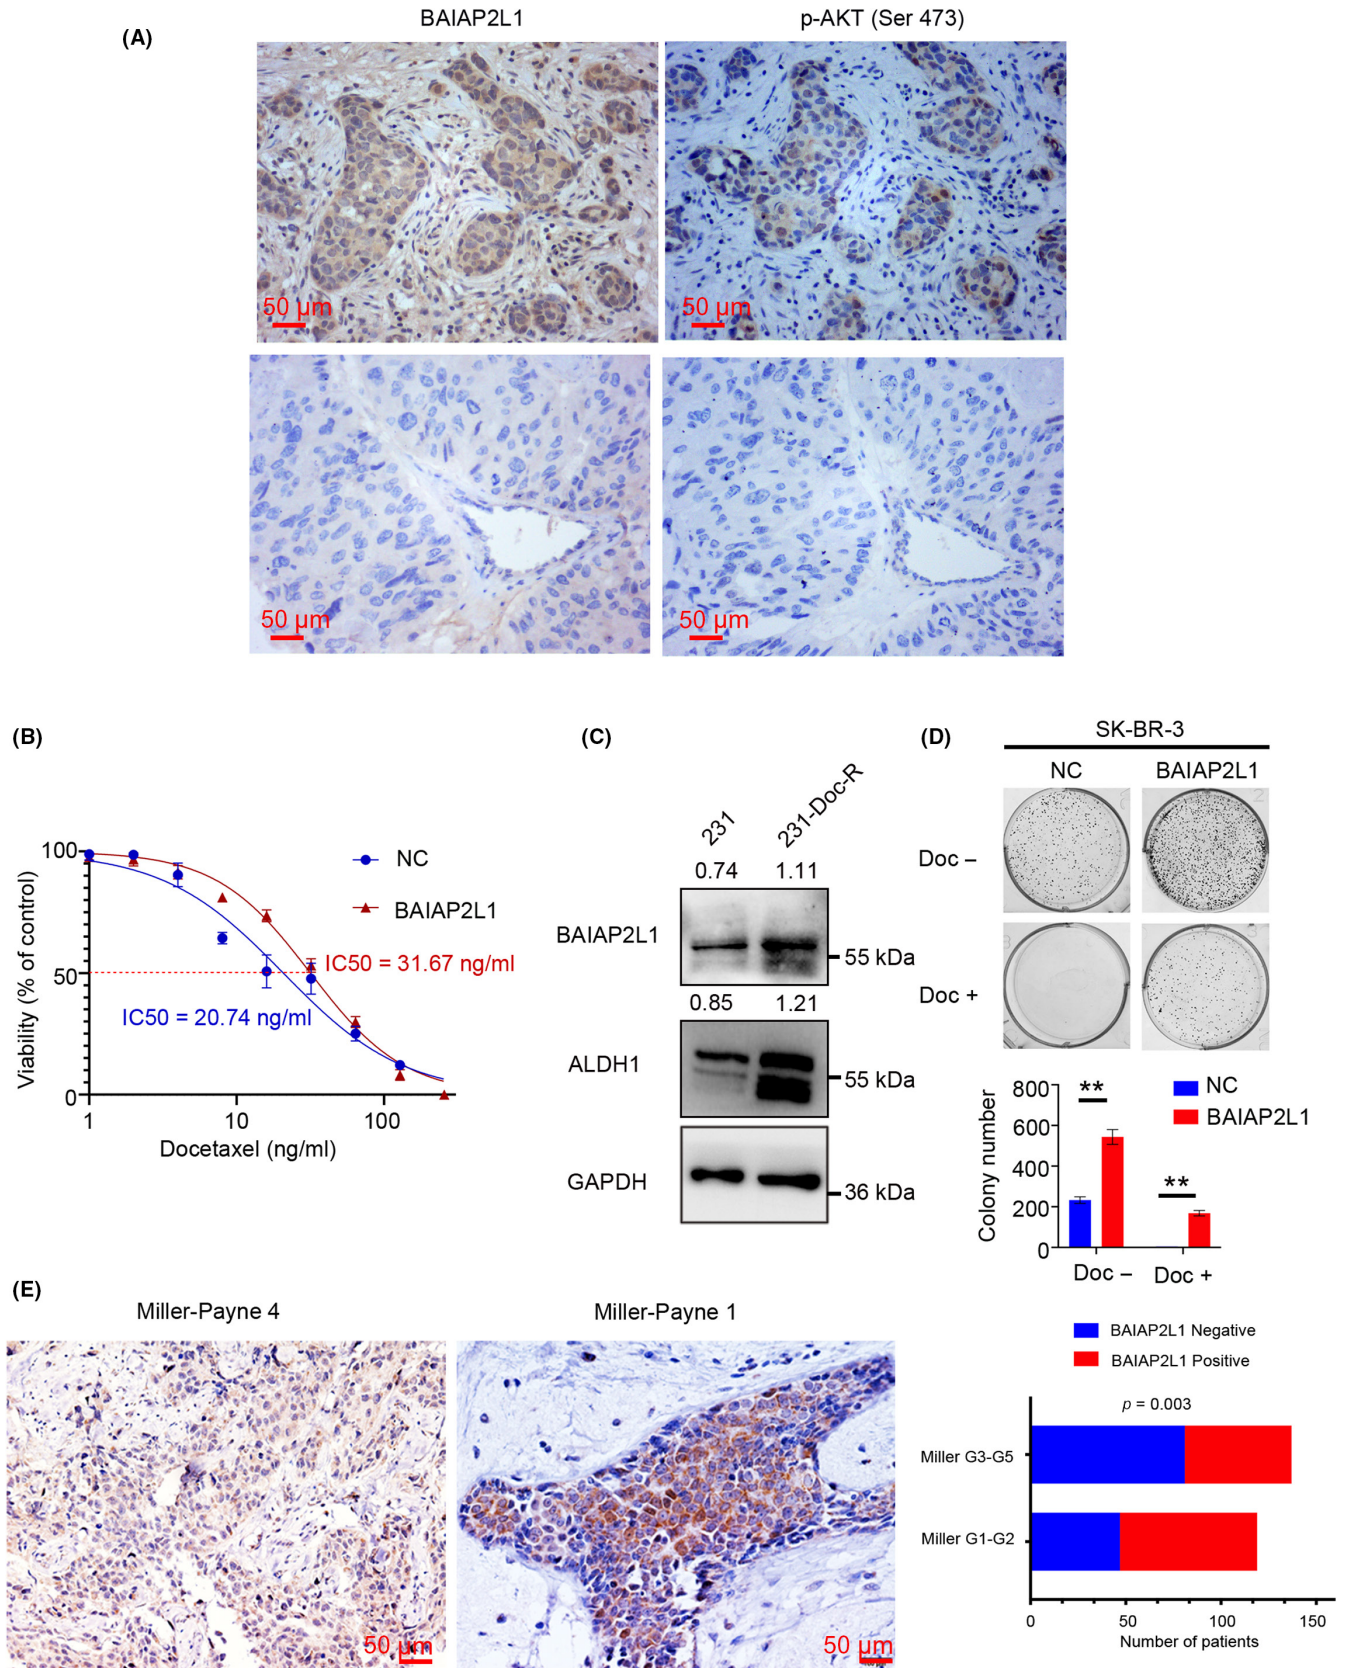 (A)
BAIAP2L1
p-AKT (Ser 473)
50 µm
50 µm
50 µm
50 µm
(B)
Viability (% of control)
100
50
0
1
10
100
Docetaxel (ng/ml)
NC
BAIAP2L1
IC50 = 31.67 ng/ml
IC50 = 20.74 ng/ml
(C)
231
231-Doc-R
0.74
1.11
BAIAP2L1
55 kDa
0.85
1.21
ALDH1
55 kDa
GAPDH
36 kDa
(D)
SK-BR-3
NC
BAIAP2L1
Doc –
Doc +
Colony number
800
600
400
200
0
**
**
NC
BAIAP2L1
Doc –
Doc +
(E)
Miller-Payne 4
Miller-Payne 1
50 µm
50 µm
BAIAP2L1 Negative
BAIAP2L1 Positive
p = 0.003
Miller G3-G5
Miller G1-G2
0
50
100
150
Number of patients